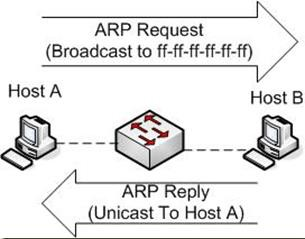 ARP Request
(Broadcast to ff-ff-ff-ff-ff-ff)
Host A
Host B
ARP Reply
(Unicast To Host A)